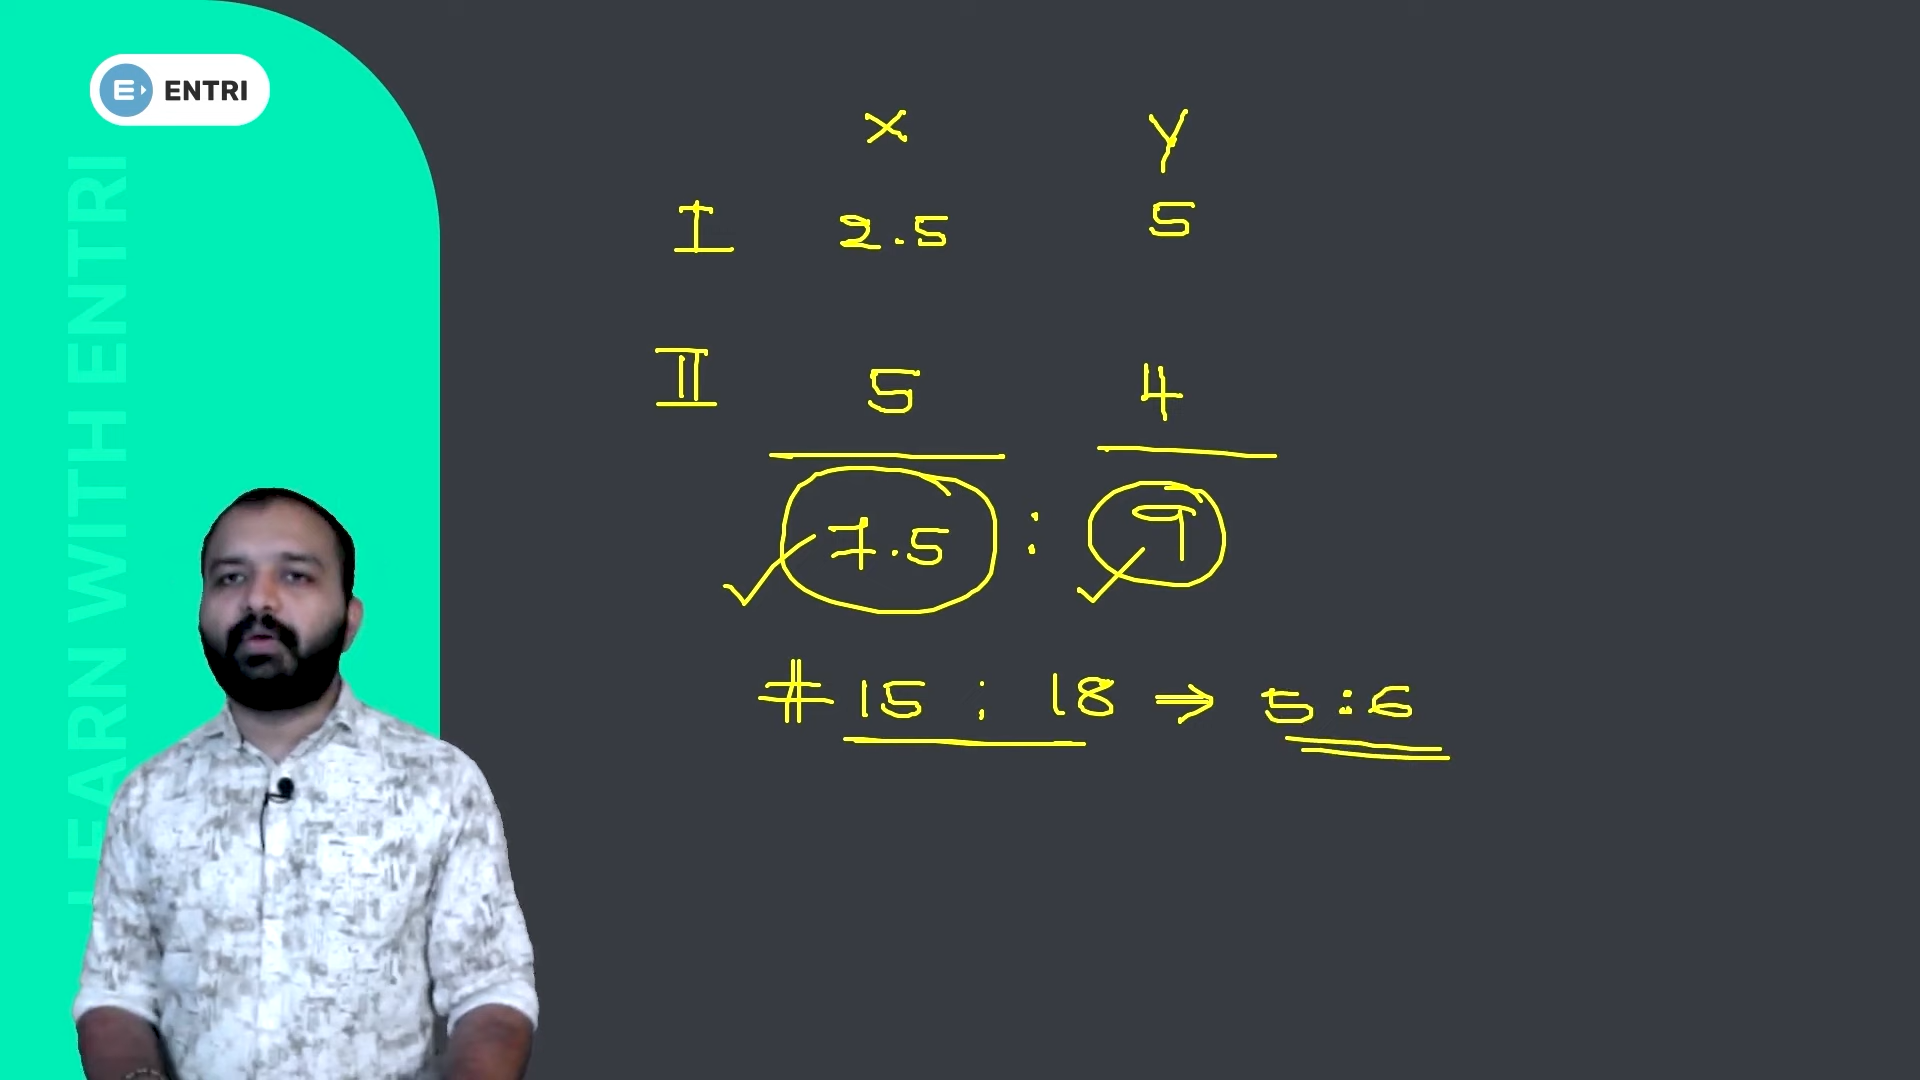 ENTRI
LEARN WITH ENTRI
X Y
I 2.5 5
II 5 4
7.5 : 9
# 15 : 18 ⇒ 5:6